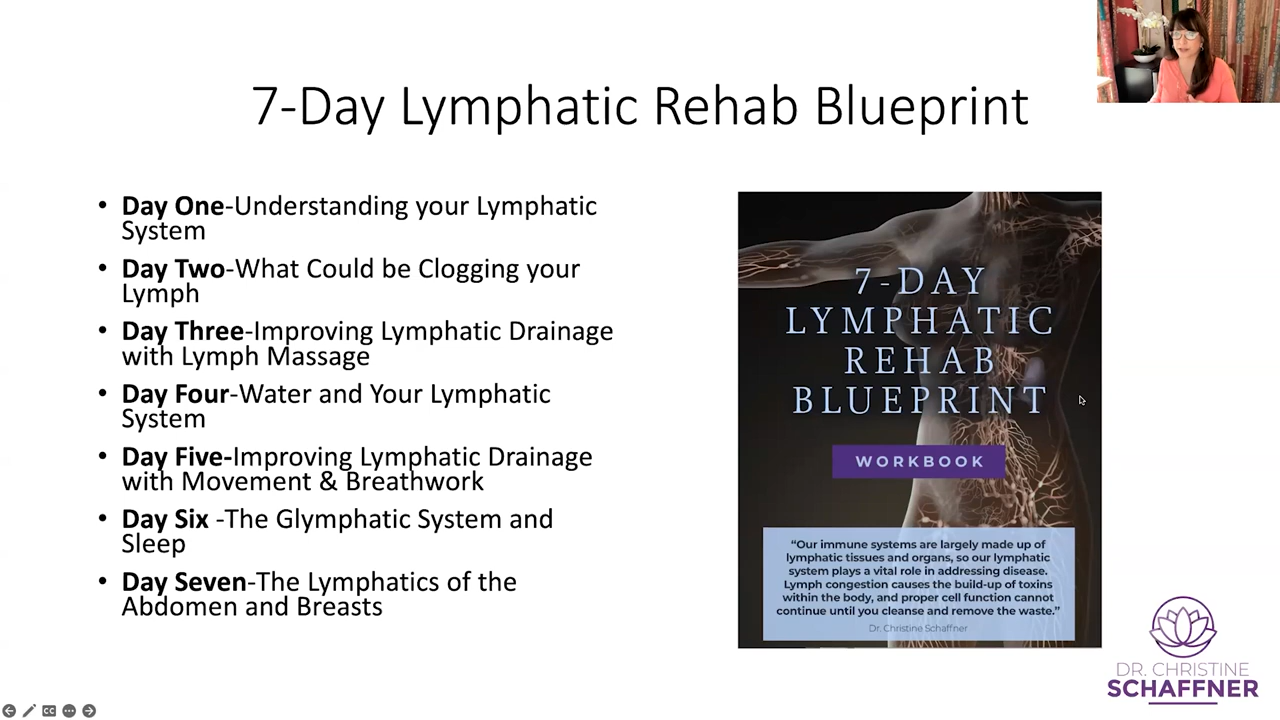 7-Day Lymphatic Rehab Blueprint
• Day One-Understanding your Lymphatic
System
• Day Two-What Could be Clogging your
Lymph
• Day Three-Improving Lymphatic Drainage
with Lymph Massage
• Day Four-Water and Your Lymphatic
System
• Day Five-Improving Lymphatic Drainage
with Movement & Breathwork
• Day Six -The Glymphatic System and
Sleep
• Day Seven-The Lymphatics of the
Abdomen and Breasts
7-DAY
LYMPHATIC
REHAB
BLUEPRINT
WORKBOOK
“Our immune systems are largely made up of
lymphatic tissues and organs, so our lymphatic
system plays a vital role in addressing disease.
Lymph congestion causes the build-up of toxins
within the body, and proper cell function cannot
continue until you cleanse and remove the waste.”
Dr. Christine Schaffner
DR. CHRISTINE
SCHAFFNER
CC